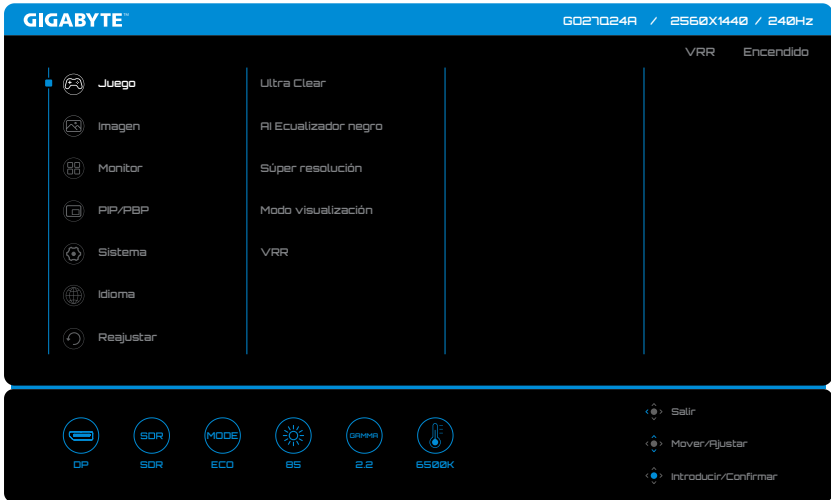 GIGABYTE™
GO27Q24A / 2560X1440 / 240Hz
VRR Encendido
Juego
Imagen
Monitor
PIP/PBP
Sistema
Idioma
Reajustar
Ultra Clear
AI Ecualizador negro
Súper resolución
Modo visualización
VRR
SDR
MODE
GAMMA
DP
SDR
ECO
85
2.2
6500K
Salir
Mover/Ajustar
Introducir/Confirmar